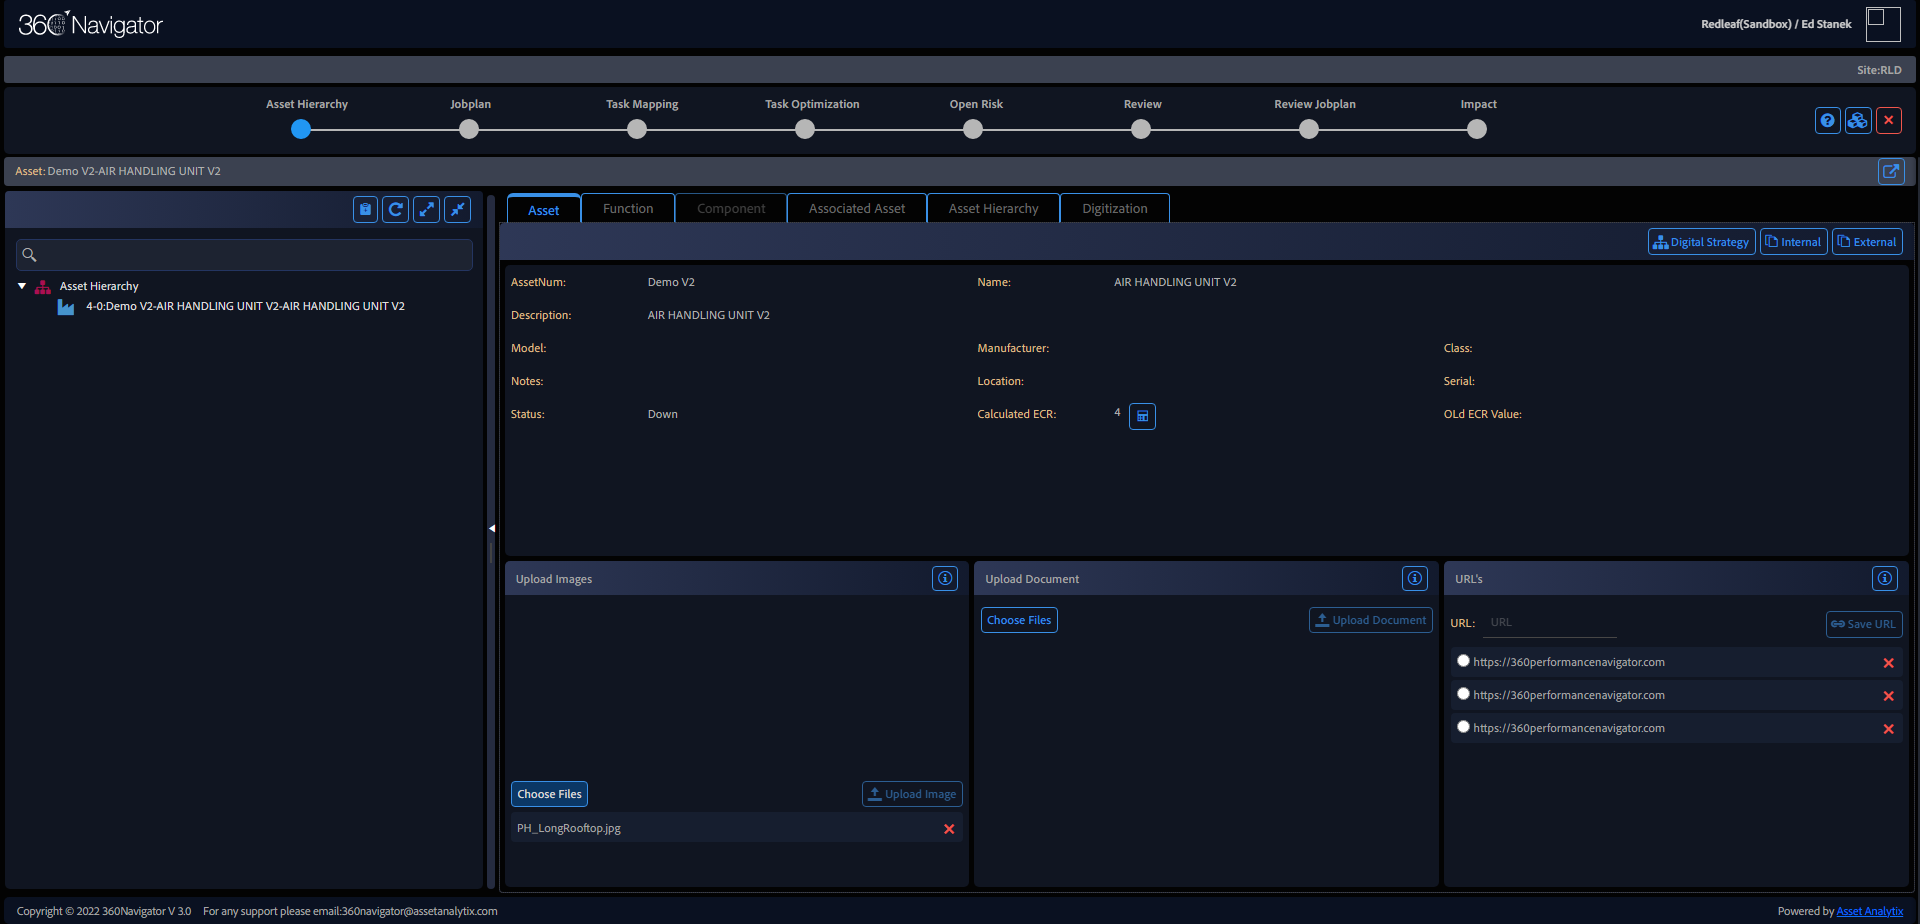 360 Navigator
Redleaf(Sandbox) / Ed Stanek
Site:RLD
Asset Hierarchy Jobplan Task Mapping Task Optimization Open Risk Review Review Jobplan Impact
Asset: Demo V2-AIR HANDLING UNIT V2
Asset Function Component Associated Asset Asset Hierarchy Digitization
Digital Strategy Internal External
Asset Hierarchy
4-0:Demo V2-AIR HANDLING UNIT V2-AIR HANDLING UNIT V2
AssetNum: Demo V2 Name: AIR HANDLING UNIT V2
Description: AIR HANDLING UNIT V2
Model: Manufacturer: Class:
Notes: Location: Serial:
Status: Down Calculated ECR: 4 OLd ECR Value:
Upload Images
Choose Files Upload Image
PH_LongRooftop.jpg
Upload Document
Choose Files Upload Document
URL's
URL: URL Save URL
https://360performancenavigator.com
https://360performancenavigator.com
https://360performancenavigator.com
Copyright © 2022 360Navigator V 3.0 For any support please email:360navigator@assetanalytix.com
Powered by Asset Analytix